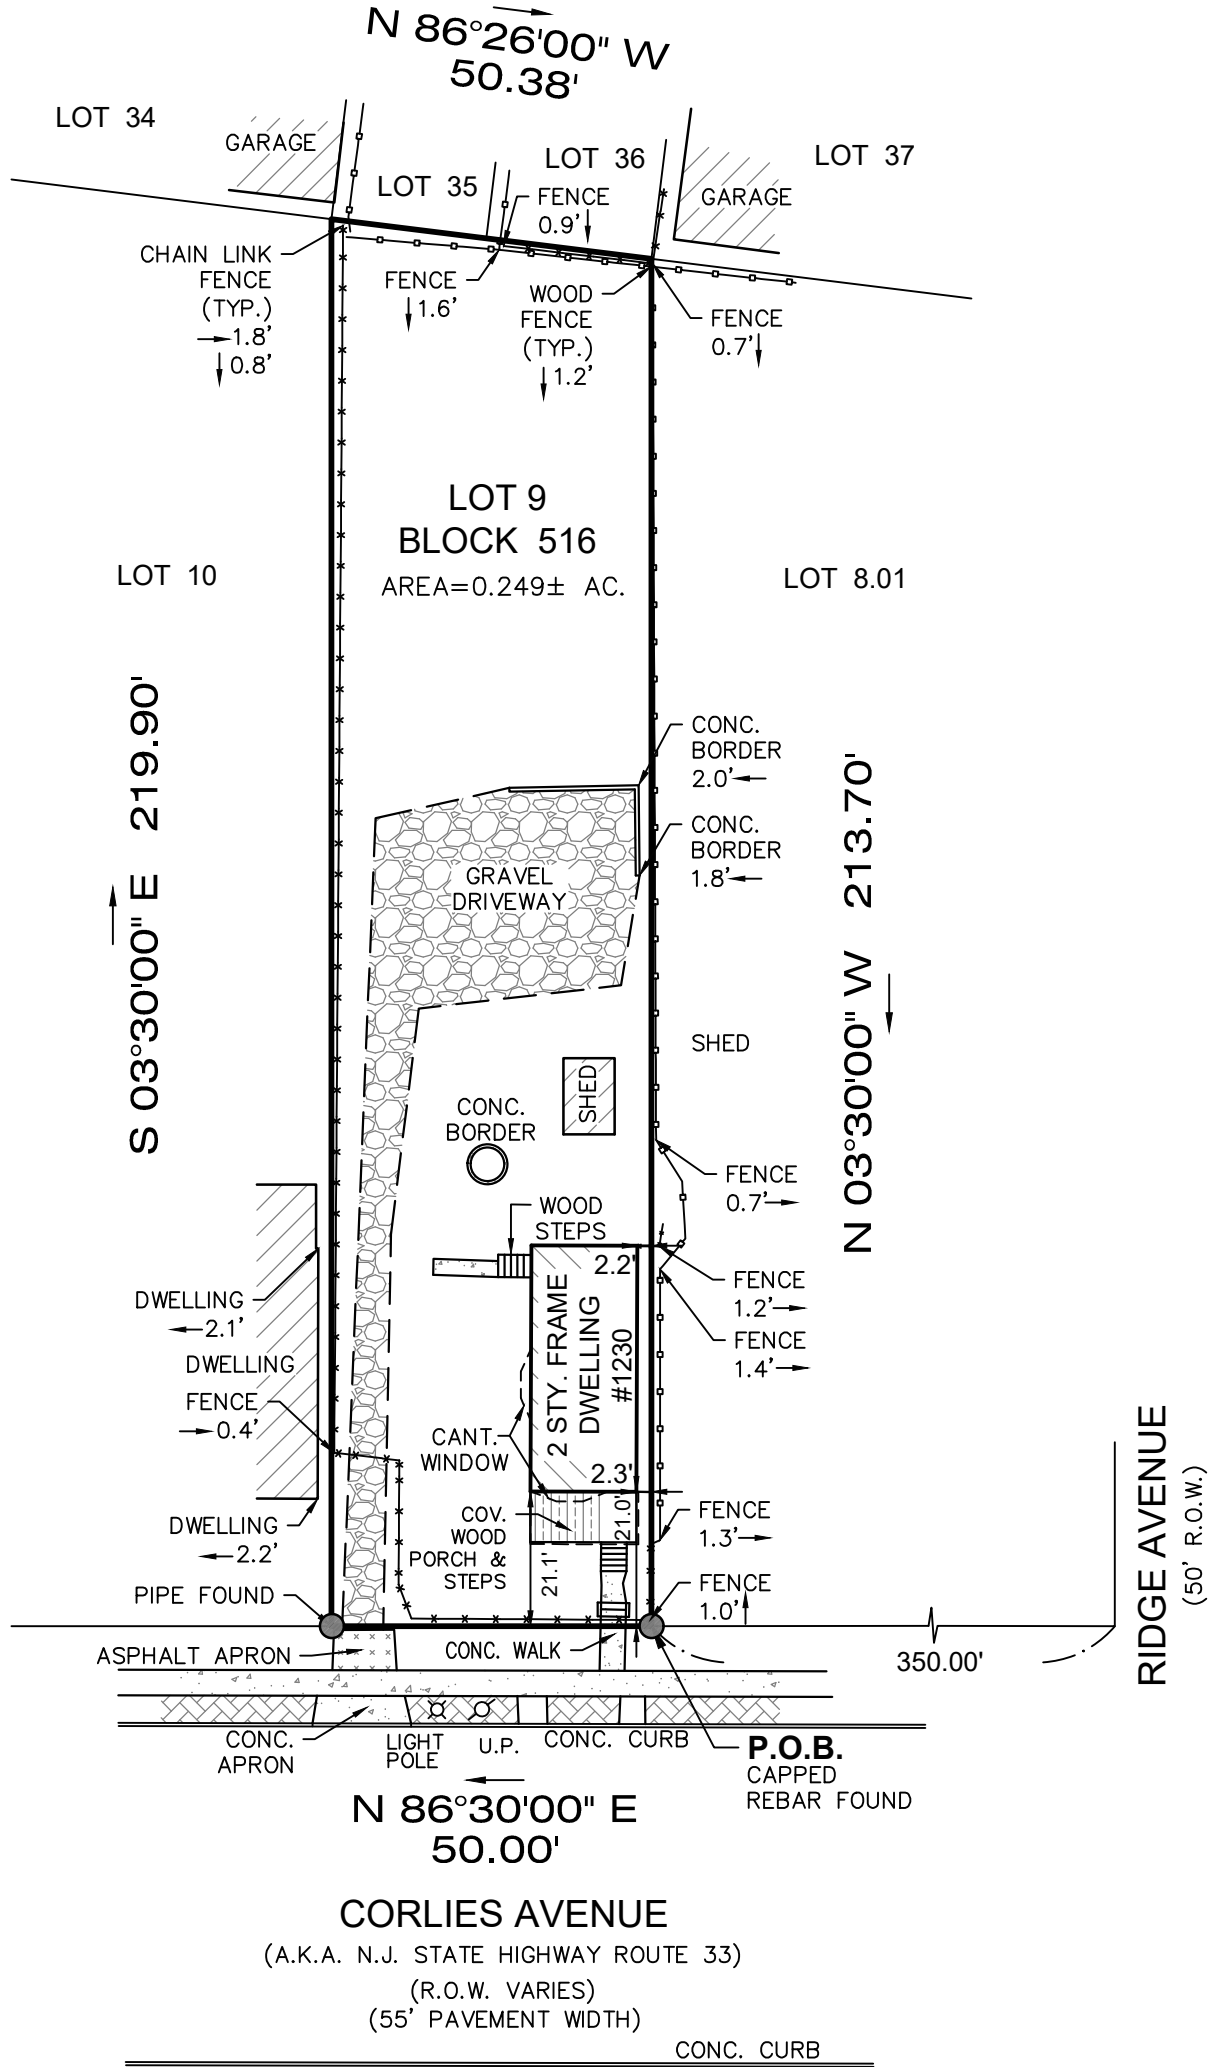 N 86°26'00" W
50.38'
LOT 34
GARAGE
LOT 35
LOT 36
LOT 37
GARAGE
FENCE
0.9'
CHAIN LINK
FENCE
(TYP.)
1.8'
0.8'
FENCE
1.6'
WOOD
FENCE
(TYP.)
1.2'
FENCE
0.7'
LOT 9
BLOCK 516
AREA=0.249± AC.
LOT 10
LOT 8.01
S 03°30'00" E 219.90'
N 03°30'00" W 213.70'
CONC.
BORDER
2.0'
CONC.
BORDER
1.8'
GRAVEL
DRIVEWAY
SHED
SHED
CONC.
BORDER
FENCE
0.7'
WOOD
STEPS
2.2'
2 STY. FRAME
DWELLING
#1230
2.3'
FENCE
1.2'
FENCE
1.4'
DWELLING
2.1'
DWELLING
FENCE
0.4'
CANT.
WINDOW
COV.
WOOD
PORCH &
STEPS
21.1'
21.0'
FENCE
1.3'
DWELLING
2.2'
PIPE FOUND
FENCE
1.0'
RIDGE AVENUE
(50' R.O.W.)
350.00'
ASPHALT APRON
CONC. WALK
CONC.
APRON
LIGHT
POLE
U.P.
CONC. CURB
P.O.B.
CAPPED
REBAR FOUND
N 86°30'00" E
50.00'
CORLIES AVENUE
(A.K.A. N.J. STATE HIGHWAY ROUTE 33)
(R.O.W. VARIES)
(55' PAVEMENT WIDTH)
CONC. CURB